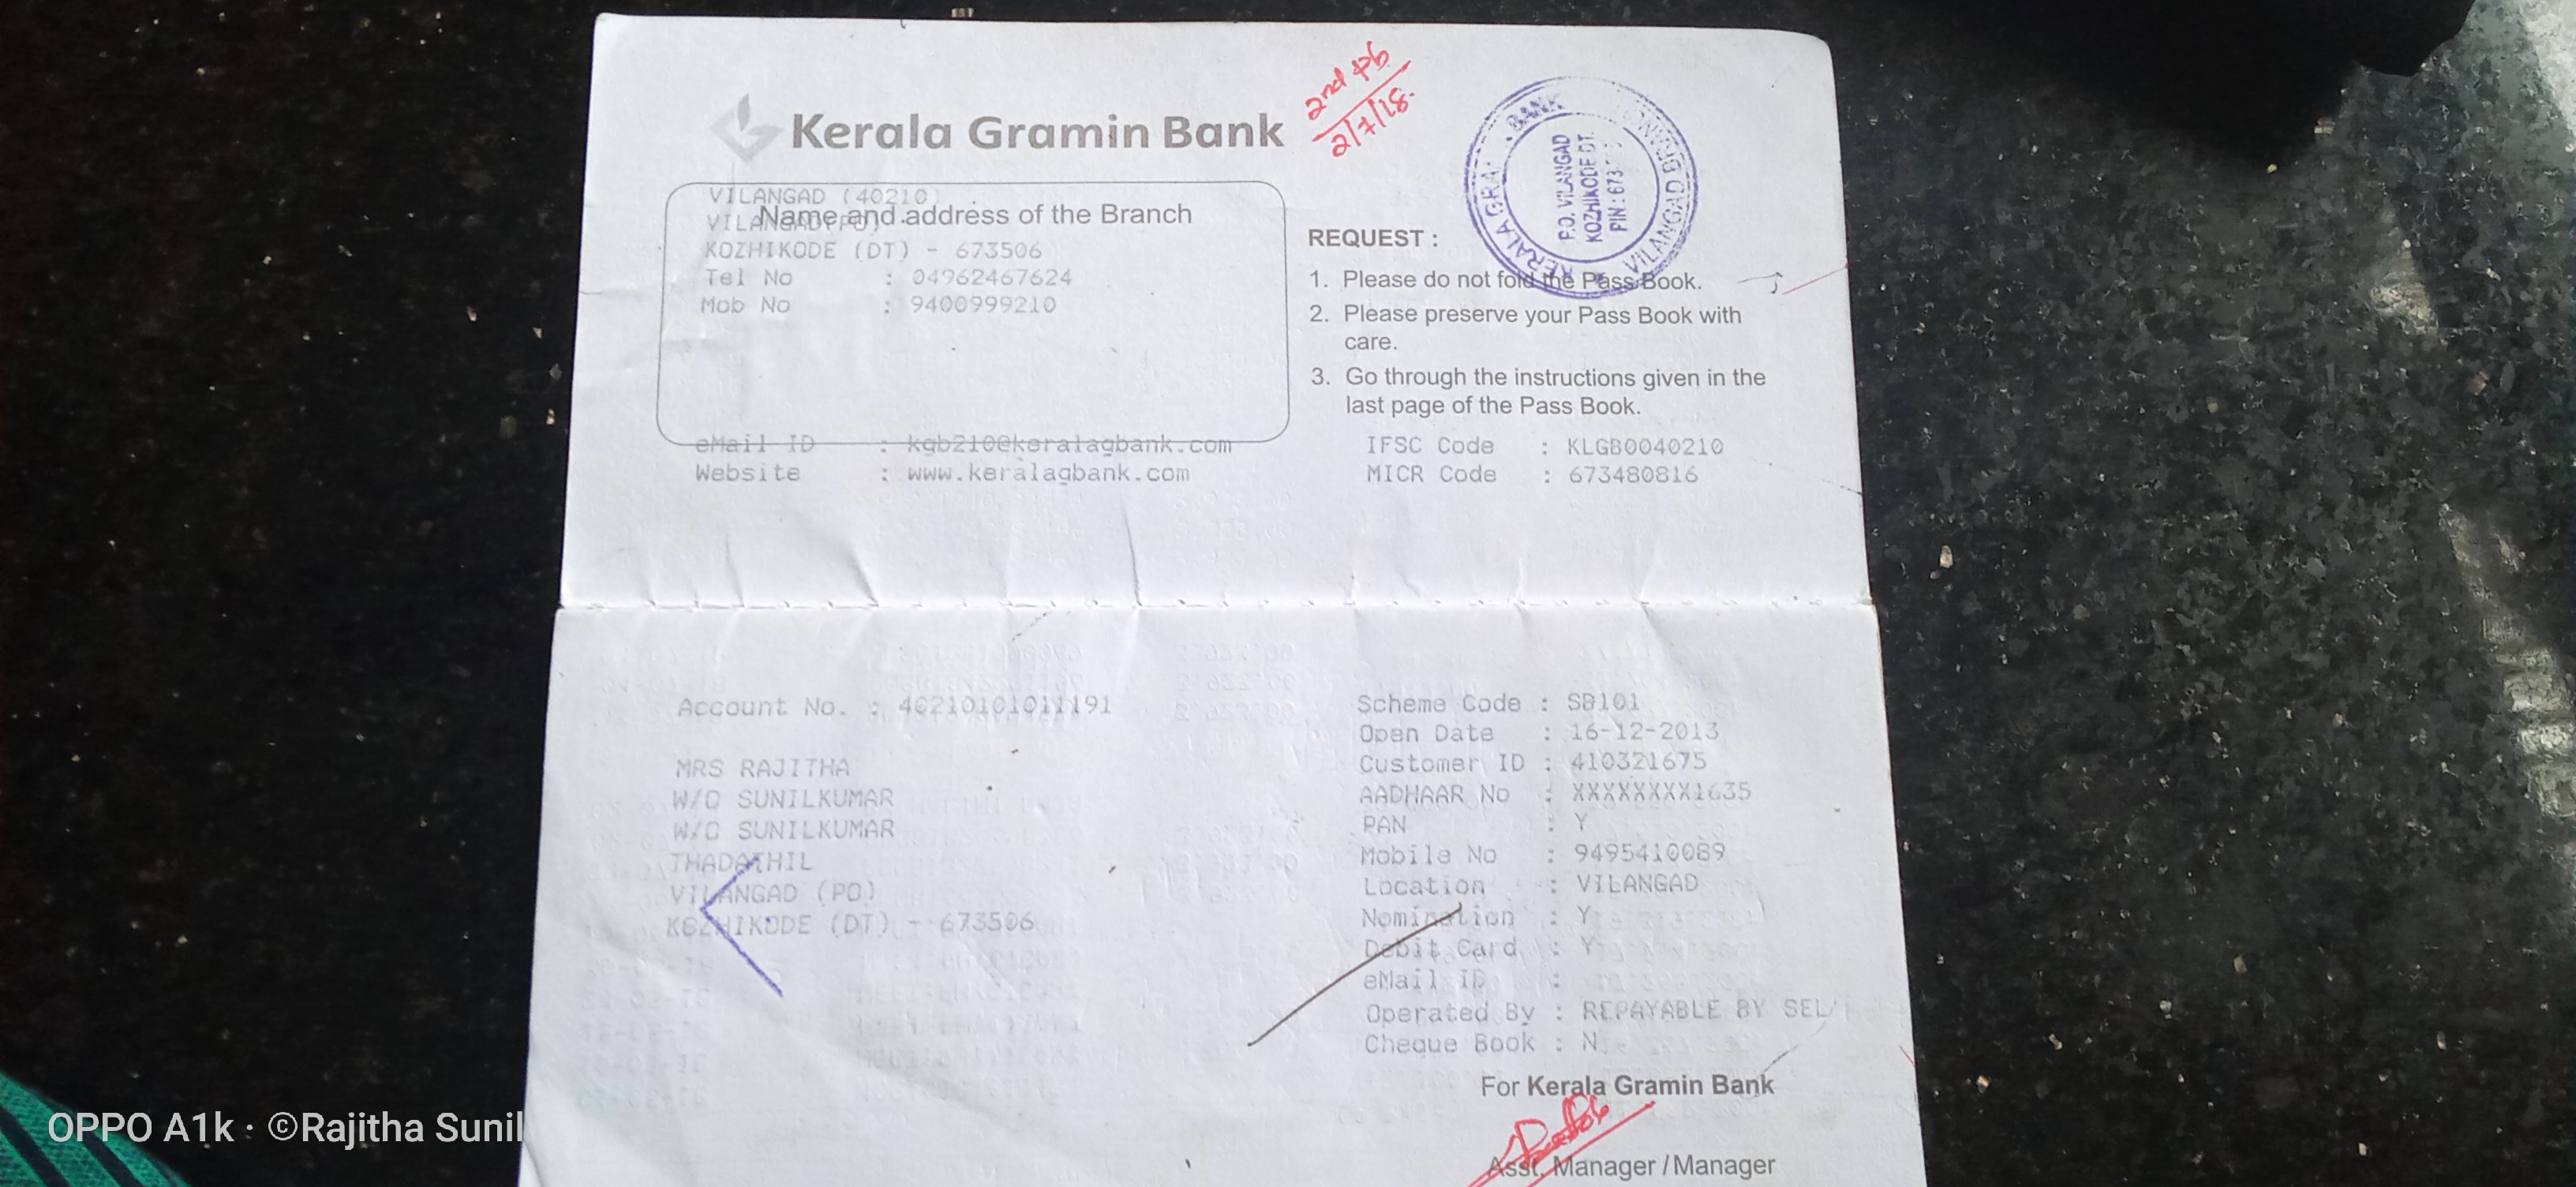 Kerala Gramin Bank
2nd Pb
2/7/18.
KERALA GRA BANK
VILANGAD BRANCH
P.O. VILANGAD
KOZHIKODE DT.
PIN: 673
VILANGAD (40210)
Name and address of the Branch
VILANGAD(PO)
KOZHIKODE (DT) - 673506
Tel No : 04962467624
Mob No : 9400999210
eMail ID : kgb210@keralagbank.com
Website : www.keralagbank.com
REQUEST :
1. Please do not fold the Pass Book.
2. Please preserve your Pass Book with
care.
3. Go through the instructions given in the
last page of the Pass Book.
IFSC Code : KLGB0040210
MICR Code : 673480816
Account No. : 40210101011191
MRS RAJITHA
W/O SUNILKUMAR
W/O SUNILKUMAR
THADATHIL
VILANGAD (PO)
KOZHIKODE (DT) - 673506
Scheme Code : SB101
Open Date : 16-12-2013
Customer ID : 410321675
AADHAAR No : XXXXXXXX1635
PAN : Y
Mobile No : 9495410089
Location : VILANGAD
Nomination : Y
Debit Card : Y
eMail ID :
Operated By : REPAYABLE BY SEL
Cheque Book : N
For Kerala Gramin Bank
Asst. Manager / Manager
OPPO A1k · ©Rajitha Sunil